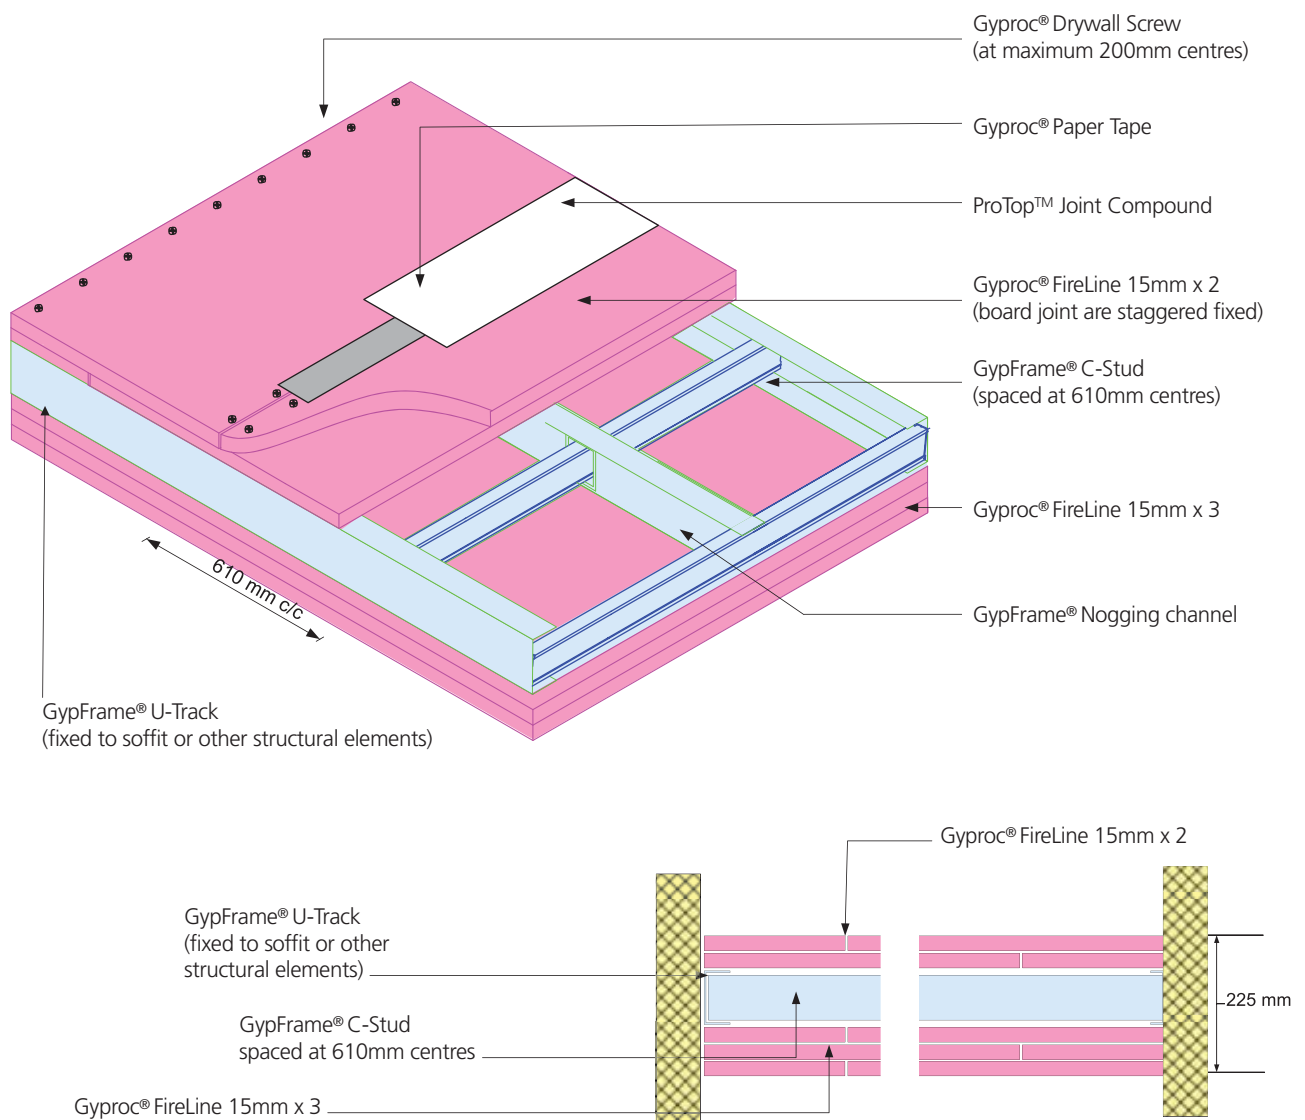 Gyproc® Drywall Screw
(at maximum 200mm centres)
Gyproc® Paper Tape
ProTop™ Joint Compound
Gyproc® FireLine 15mm x 2
(board joint are staggered fixed)
GypFrame® C-Stud
(spaced at 610mm centres)
Gyproc® FireLine 15mm x 3
GypFrame® Nogging channel
610 mm c/c
GypFrame® U-Track
(fixed to soffit or other structural elements)
Gyproc® FireLine 15mm x 2
GypFrame® U-Track
(fixed to soffit or other
structural elements)
225 mm
GypFrame® C-Stud
spaced at 610mm centres
Gyproc® FireLine 15mm x 3